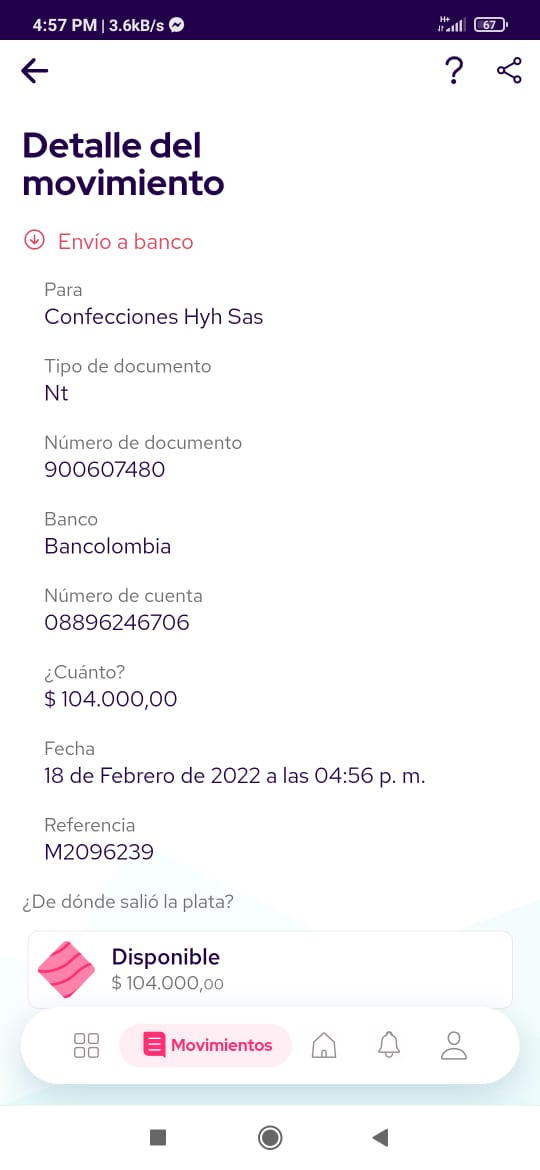 4:57 PM | 3.6kB/s
H+
67
?
Detalle del
movimiento
Envío a banco
Para
Confecciones Hyh Sas
Tipo de documento
Nt
Número de documento
900607480
Banco
Bancolombia
Número de cuenta
08896246706
¿Cuánto?
$ 104.000,00
Fecha
18 de Febrero de 2022 a las 04:56 p. m.
Referencia
M2096239
¿De dónde salió la plata?
Disponible
$ 104.000,00
Movimientos